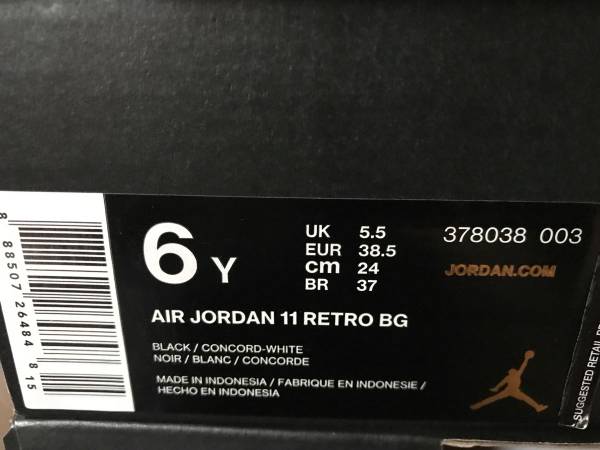 8 88507 26484 8 15
6 Y
UK 5.5
EUR 38.5
cm 24
BR 37
378038 003
JORDAN.COM
AIR JORDAN 11 RETRO BG
BLACK / CONCORD-WHITE
NOIR / BLANC / CONCORDE
MADE IN INDONESIA / FABRIQUE EN INDONESIE /
HECHO EN INDONESIA
SUGGESTED RETAIL